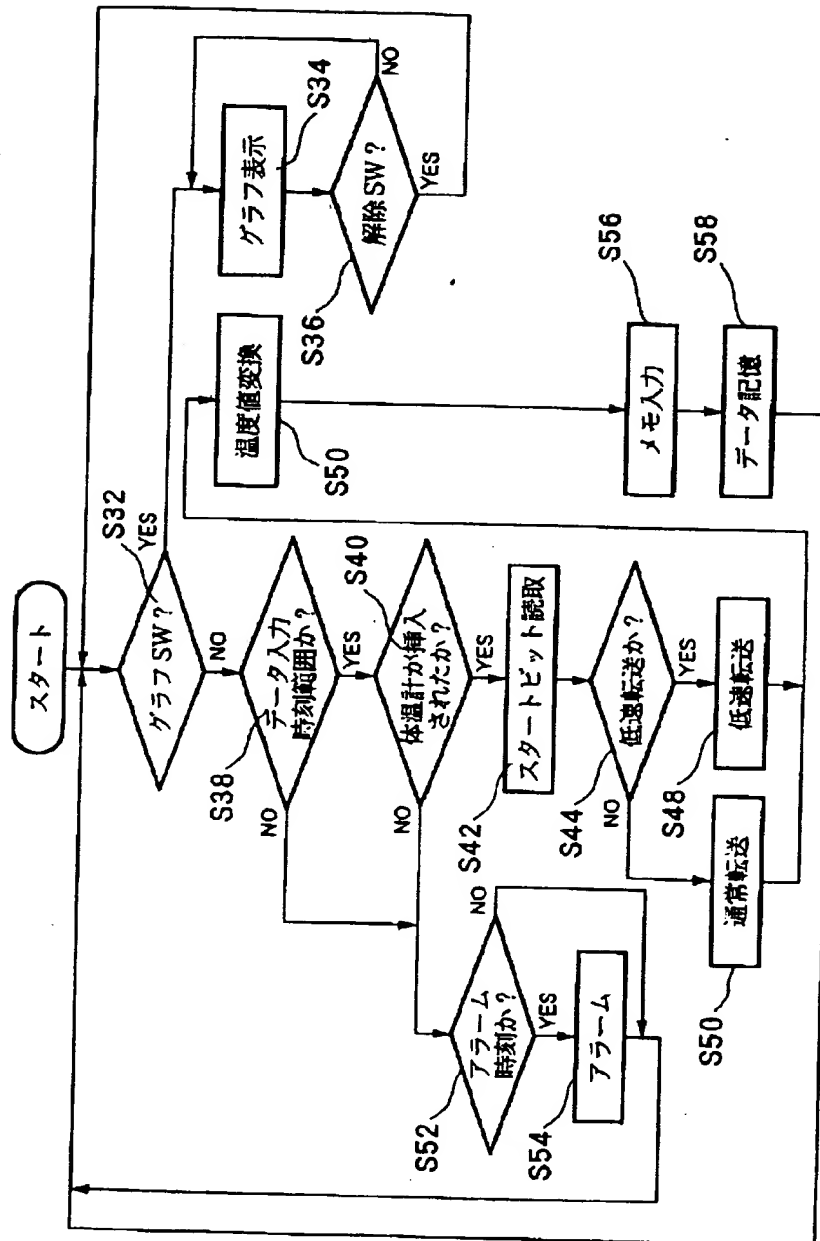 スタート
グラフSW?
S32
YES
NO
グラフ表示
S34
解除SW?
S36
NO
YES
データ入力
時刻範囲か?
S38
NO
YES
体温計が挿入
されたか?
S40
NO
YES
スタートビット読取
S42
低速転送か?
S44
NO
YES
低速転送
S48
通常転送
S50
温度値変換
S50
アラーム
時刻か?
S52
NO
YES
アラーム
S54
メモ入力
S56
データ記憶
S58